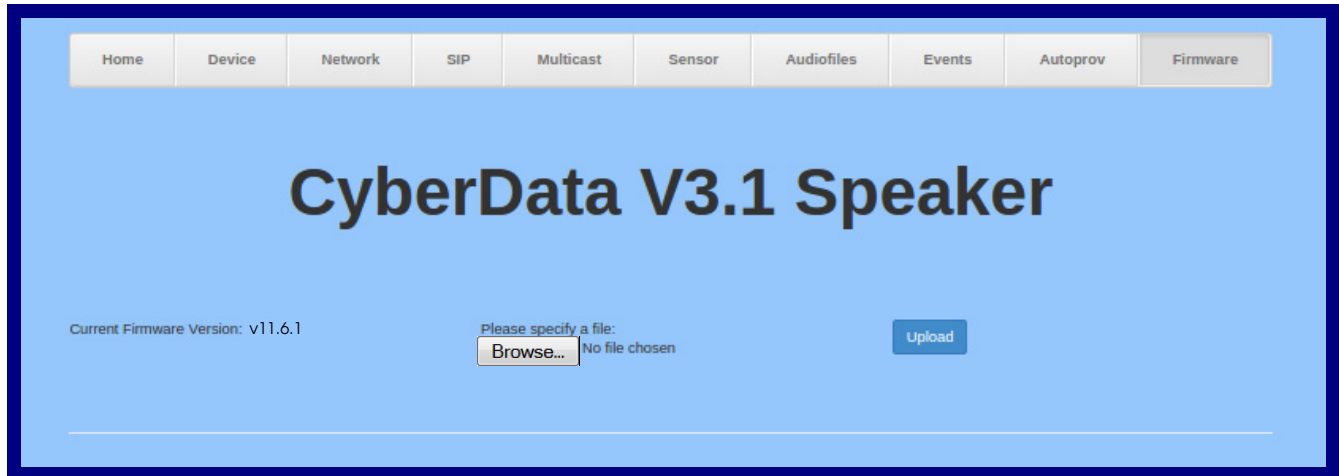 Home Device Network SIP Multicast Sensor Audiofiles Events Autoprov Firmware
CyberData V3.1 Speaker
Current Firmware Version: v11.6.1
Please specify a file:
Browse... No file chosen
Upload